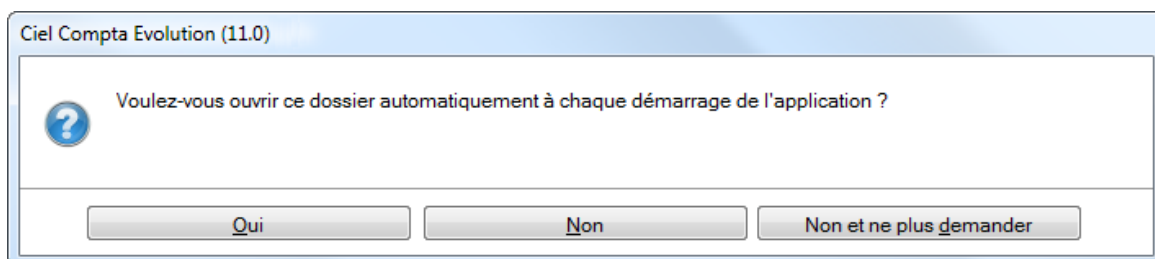 Ciel Compta Evolution (11.0)
Voulez-vous ouvrir ce dossier automatiquement à chaque démarrage de l'application ?
Oui
Non
Non et ne plus demander